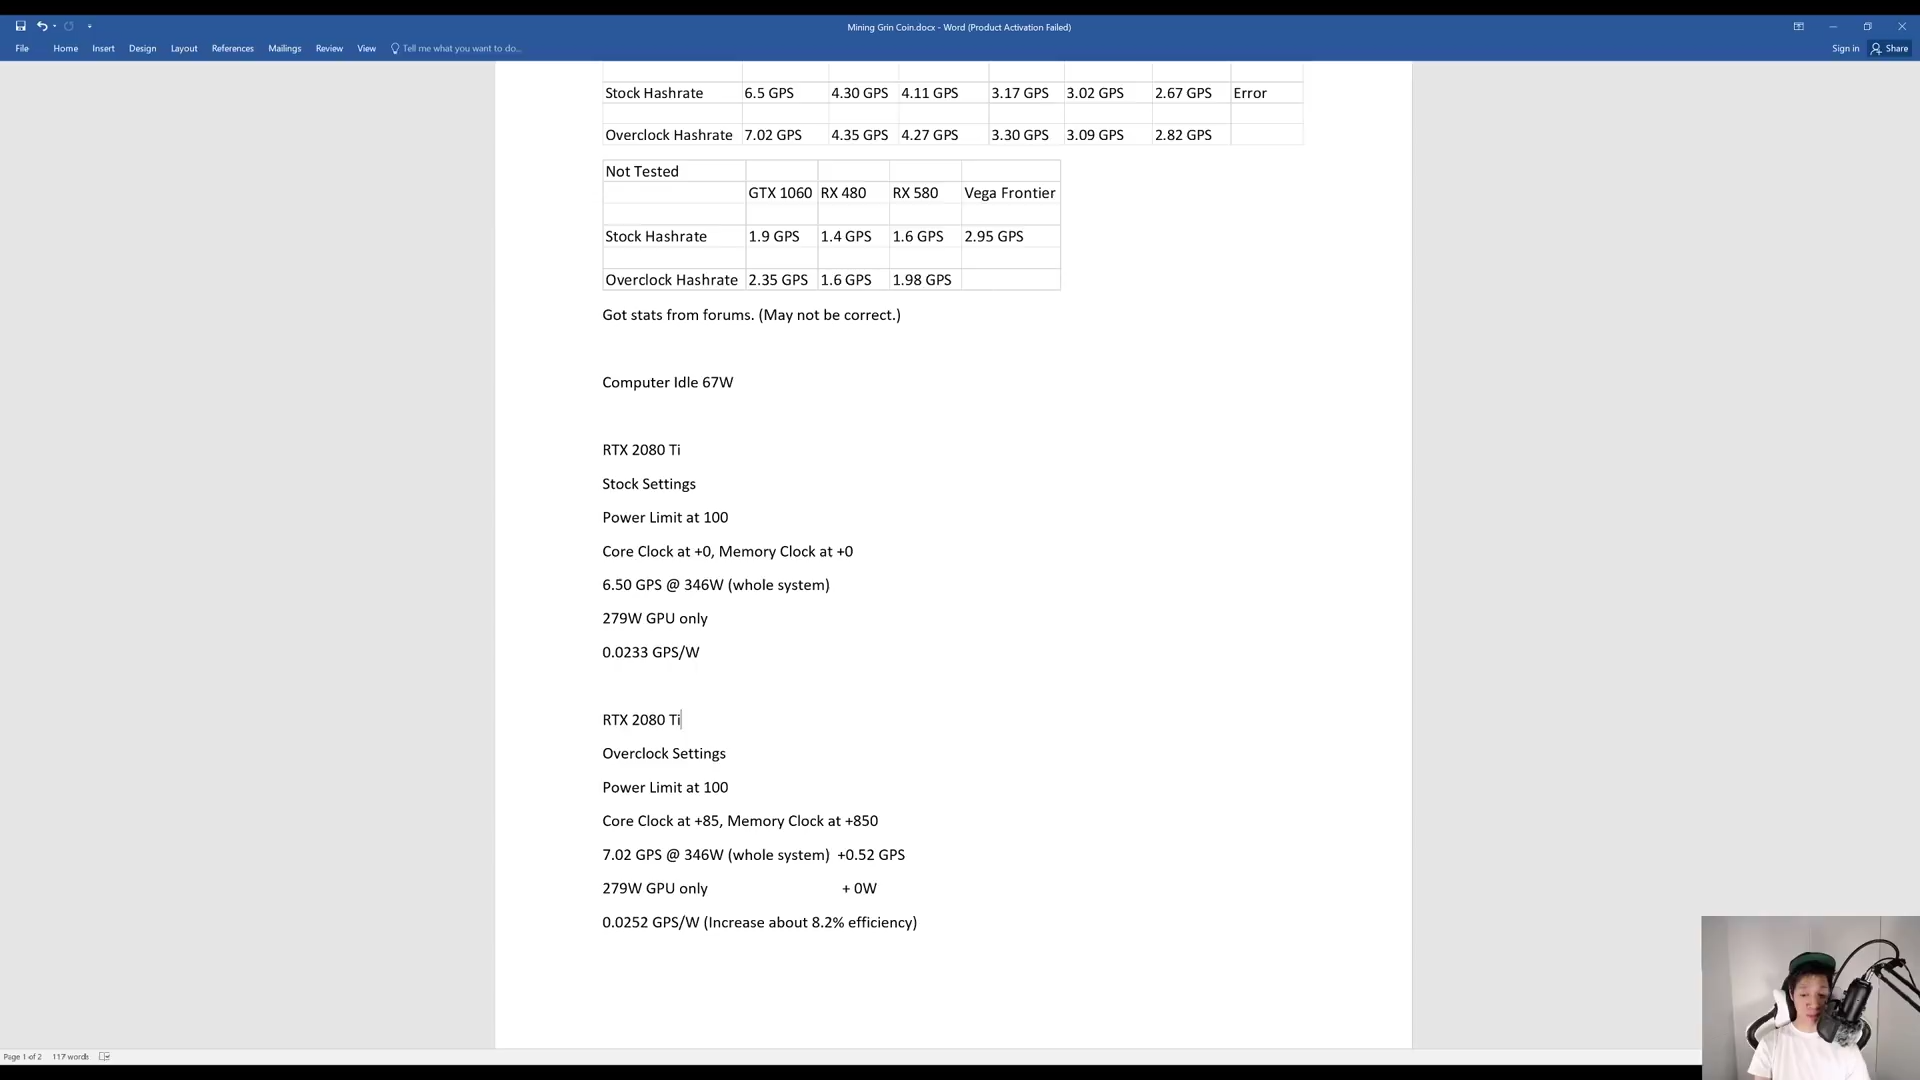 Mining Grin Coin.docx - Word (Product Activation Failed)
File Home Insert Design Layout References Mailings Review View Tell me what you want to do... Sign in Share
Stock Hashrate 6.5 GPS 4.30 GPS 4.11 GPS 3.17 GPS 3.02 GPS 2.67 GPS Error
Overclock Hashrate 7.02 GPS 4.35 GPS 4.27 GPS 3.30 GPS 3.09 GPS 2.82 GPS
Not Tested
GTX 1060 RX 480 RX 580 Vega Frontier
Stock Hashrate 1.9 GPS 1.4 GPS 1.6 GPS 2.95 GPS
Overclock Hashrate 2.35 GPS 1.6 GPS 1.98 GPS
Got stats from forums. (May not be correct.)
Computer Idle 67W
RTX 2080 Ti
Stock Settings
Power Limit at 100
Core Clock at +0, Memory Clock at +0
6.50 GPS @ 346W (whole system)
279W GPU only
0.0233 GPS/W
RTX 2080 Ti
Overclock Settings
Power Limit at 100
Core Clock at +85, Memory Clock at +850
7.02 GPS @ 346W (whole system) +0.52 GPS
279W GPU only + 0W
0.0252 GPS/W (Increase about 8.2% efficiency)
Page 1 of 2 117 words